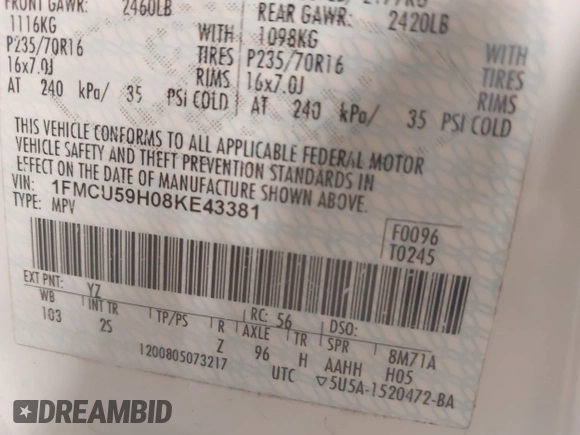 FRONT GAWR: 2460LB
1116KG WITH
P235/70R16 TIRES
16x7.0J RIMS
AT 240 kPa/ 35 PSI COLD
REAR GAWR: 2420LB
1098KG WITH
P235/70R16 TIRES
16x7.0J RIMS
AT 240 kPa/ 35 PSI COLD
THIS VEHICLE CONFORMS TO ALL APPLICABLE FEDERAL MOTOR
VEHICLE SAFETY AND THEFT PREVENTION STANDARDS IN
EFFECT ON THE DATE OF MANUFACTURE SHOWN ABOVE.
VIN: 1FMCU59H08KE43381
TYPE: MPV
F0096
T0245
EXT PNT: YZ RC: 56 DSO:
WB INT TR TP/PS R AXLE TR SPR 8M71A
103 2S Z 96 H AAHH H05
1200805073217 UTC ▽5U5A-1520472-BA
DREAMBID